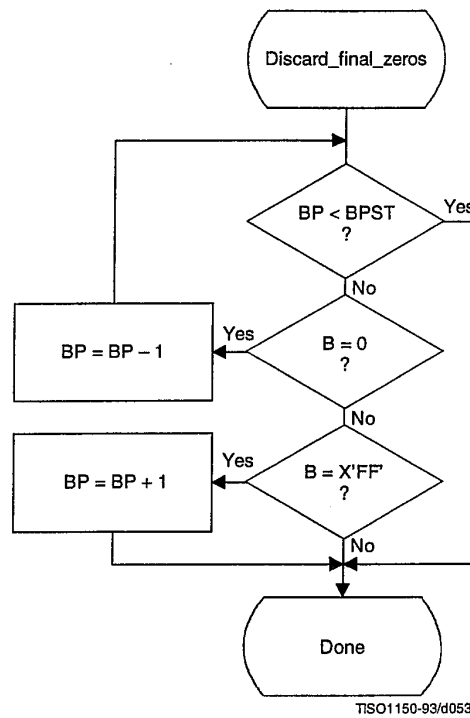 Discard_final_zeros
BP < BPST
?
Yes
No
B = 0
?
Yes
BP = BP – 1
No
B = X'FF'
?
Yes
BP = BP + 1
No
Done
TISO1150-93/d053